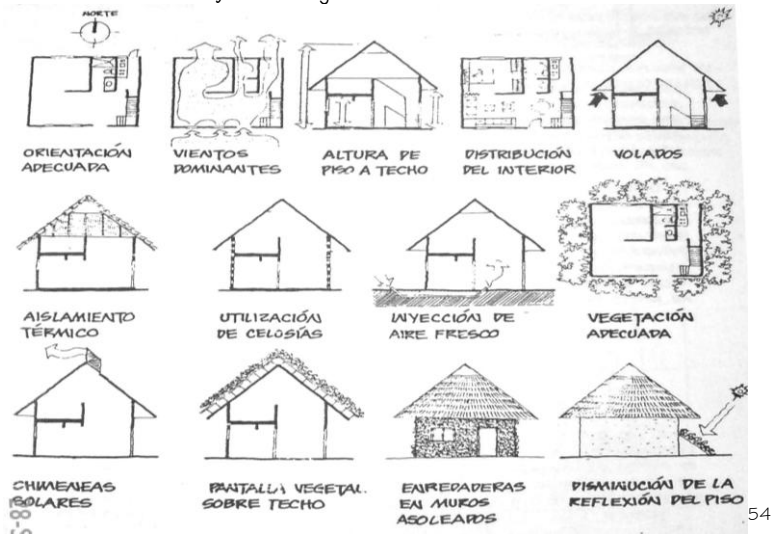 NORTE
ORIENTACIÓN
ADECUADA
VIENTOS
DOMINANTES
ALTURA DE
PISO A TECHO
DISTRIBUCIÓN
DEL INTERIOR
VOLADOS
AISLAMIENTO
TÉRMICO
UTILIZACIÓN
DE CELOSÍAS
INYECCIÓN DE
AIRE FRESCO
VEGETACIÓN
ADECUADA
CHIMENEAS
SOLARES
PANTALLA VEGETAL
SOBRE TECHO
ENREDADERAS
EN MUROS
ASOLEADOS
DISMINUCIÓN DE LA
REFLEXIÓN DEL PISO
54